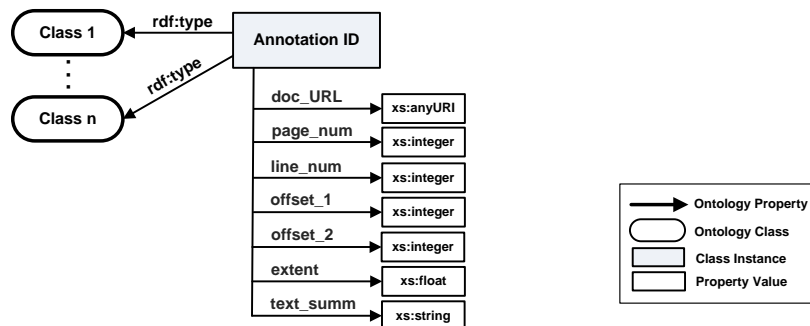 Class 1
rdf:type
Annotation ID
rdf:type
Class n
doc_URL
xs:anyURI
page_num
xs:integer
line_num
xs:integer
offset_1
xs:integer
offset_2
xs:integer
extent
xs:float
text_summ
xs:string
Ontology Property
Ontology Class
Class Instance
Property Value